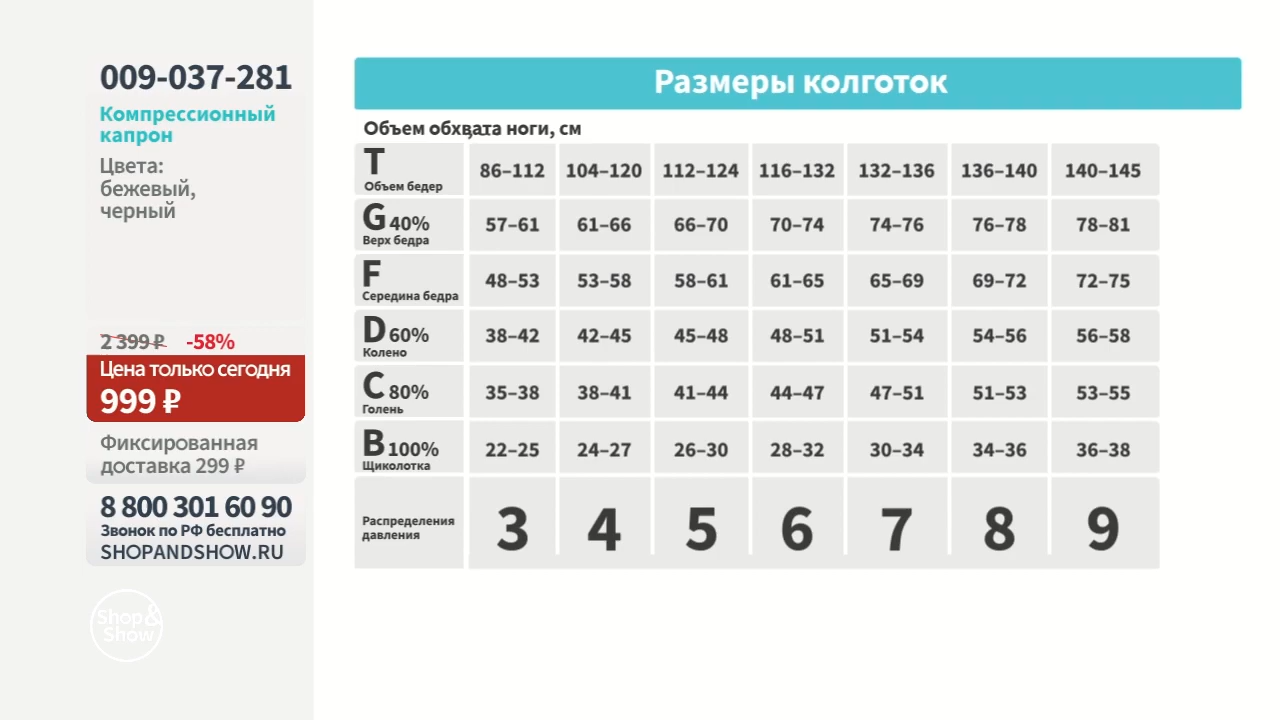 009-037-281
Компрессионный
капрон
Цвета:
бежевый,
черный
2 399 ₽ -58%
Цена только сегодня
999 ₽
Фиксированная
доставка 299 ₽
8 800 301 60 90
Звонок по РФ бесплатно
SHOPANDSHOW.RU
Shop&
Show
Размеры колготок
Объем обхвата ноги, см
T 86–112 104–120 112–124 116–132 132–136 136–140 140–145
Объем бедер
G 40% 57–61 61–66 66–70 70–74 74–76 76–78 78–81
Верх бедра
F 48–53 53–58 58–61 61–65 65–69 69–72 72–75
Середина бедра
D 60% 38–42 42–45 45–48 48–51 51–54 54–56 56–58
Колено
C 80% 35–38 38–41 41–44 44–47 47–51 51–53 53–55
Голень
B 100% 22–25 24–27 26–30 28–32 30–34 34–36 36–38
Щиколотка
Распределения
давления
3 4 5 6 7 8 9